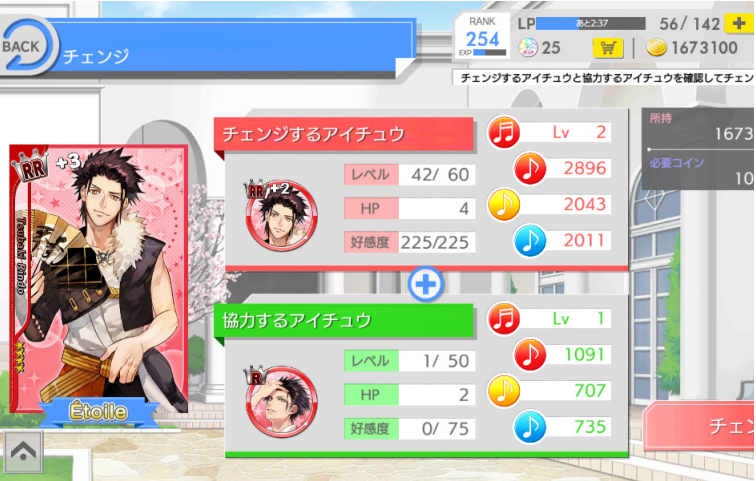 BACK
チェンジ
RANK
254
EXP
LP
あと2:37
56/ 142
25
1673100
チェンジするアイチュウと協力するアイチュウを確認してチェン
RR +3
Tsubaki Rindo
Étoile
チェンジするアイチュウ
RR +2
レベル 42/ 60
HP 4
好感度 225/225
Lv 2
2896
2043
2011
協力するアイチュウ
R
レベル 1/ 50
HP 2
好感度 0/ 75
Lv 1
1091
707
735
所持
1673
必要コイン
10
チェン